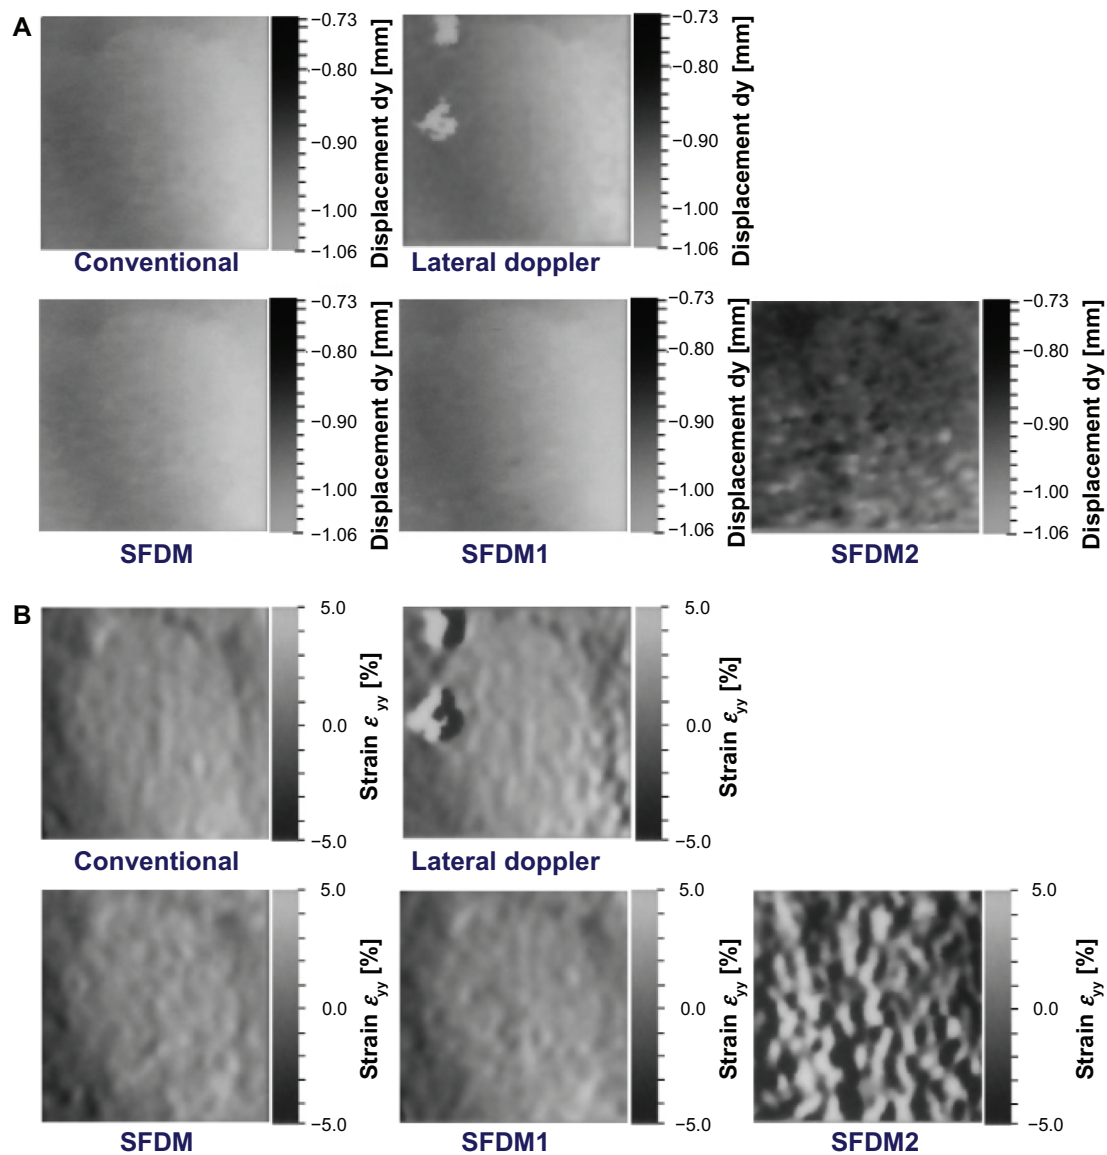 A
−0.73
−0.80
−0.90
−1.00
−1.06
Displacement dy [mm]
Conventional
−0.73
−0.80
−0.90
−1.00
−1.06
Displacement dy [mm]
Lateral doppler
−0.73
−0.80
−0.90
−1.00
−1.06
Displacement dy [mm]
SFDM
−0.73
−0.80
−0.90
−1.00
−1.06
Displacement dy [mm]
SFDM1
−0.73
−0.80
−0.90
−1.00
−1.06
Displacement dy [mm]
SFDM2
B
5.0
0.0
−5.0
Strain εyy [%]
Conventional
5.0
0.0
−5.0
Strain εyy [%]
Lateral doppler
5.0
0.0
−5.0
Strain εyy [%]
SFDM
5.0
0.0
−5.0
Strain εyy [%]
SFDM1
5.0
0.0
−5.0
Strain εyy [%]
SFDM2